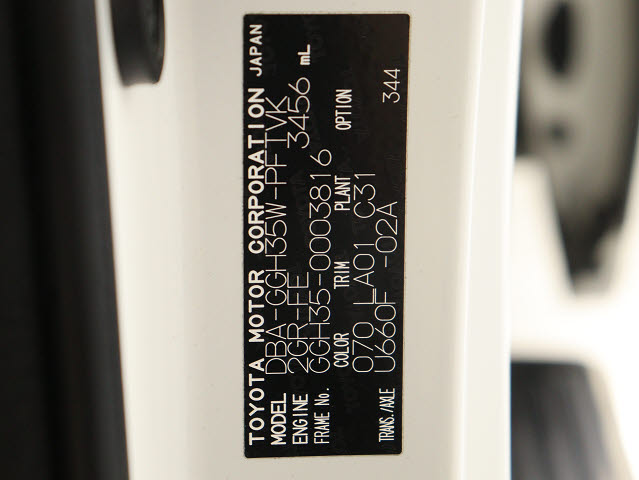 TOYOTA MOTOR CORPORATION JAPAN
MODEL DBA-GGH35W-PFTVK
ENGINE 2GR-FE 3456 mL
FRAME No. GGH35-0003816
COLOR TRIM PLANT OPTION
070 LA01 C31
TRANS./AXLE U660F -02A 344